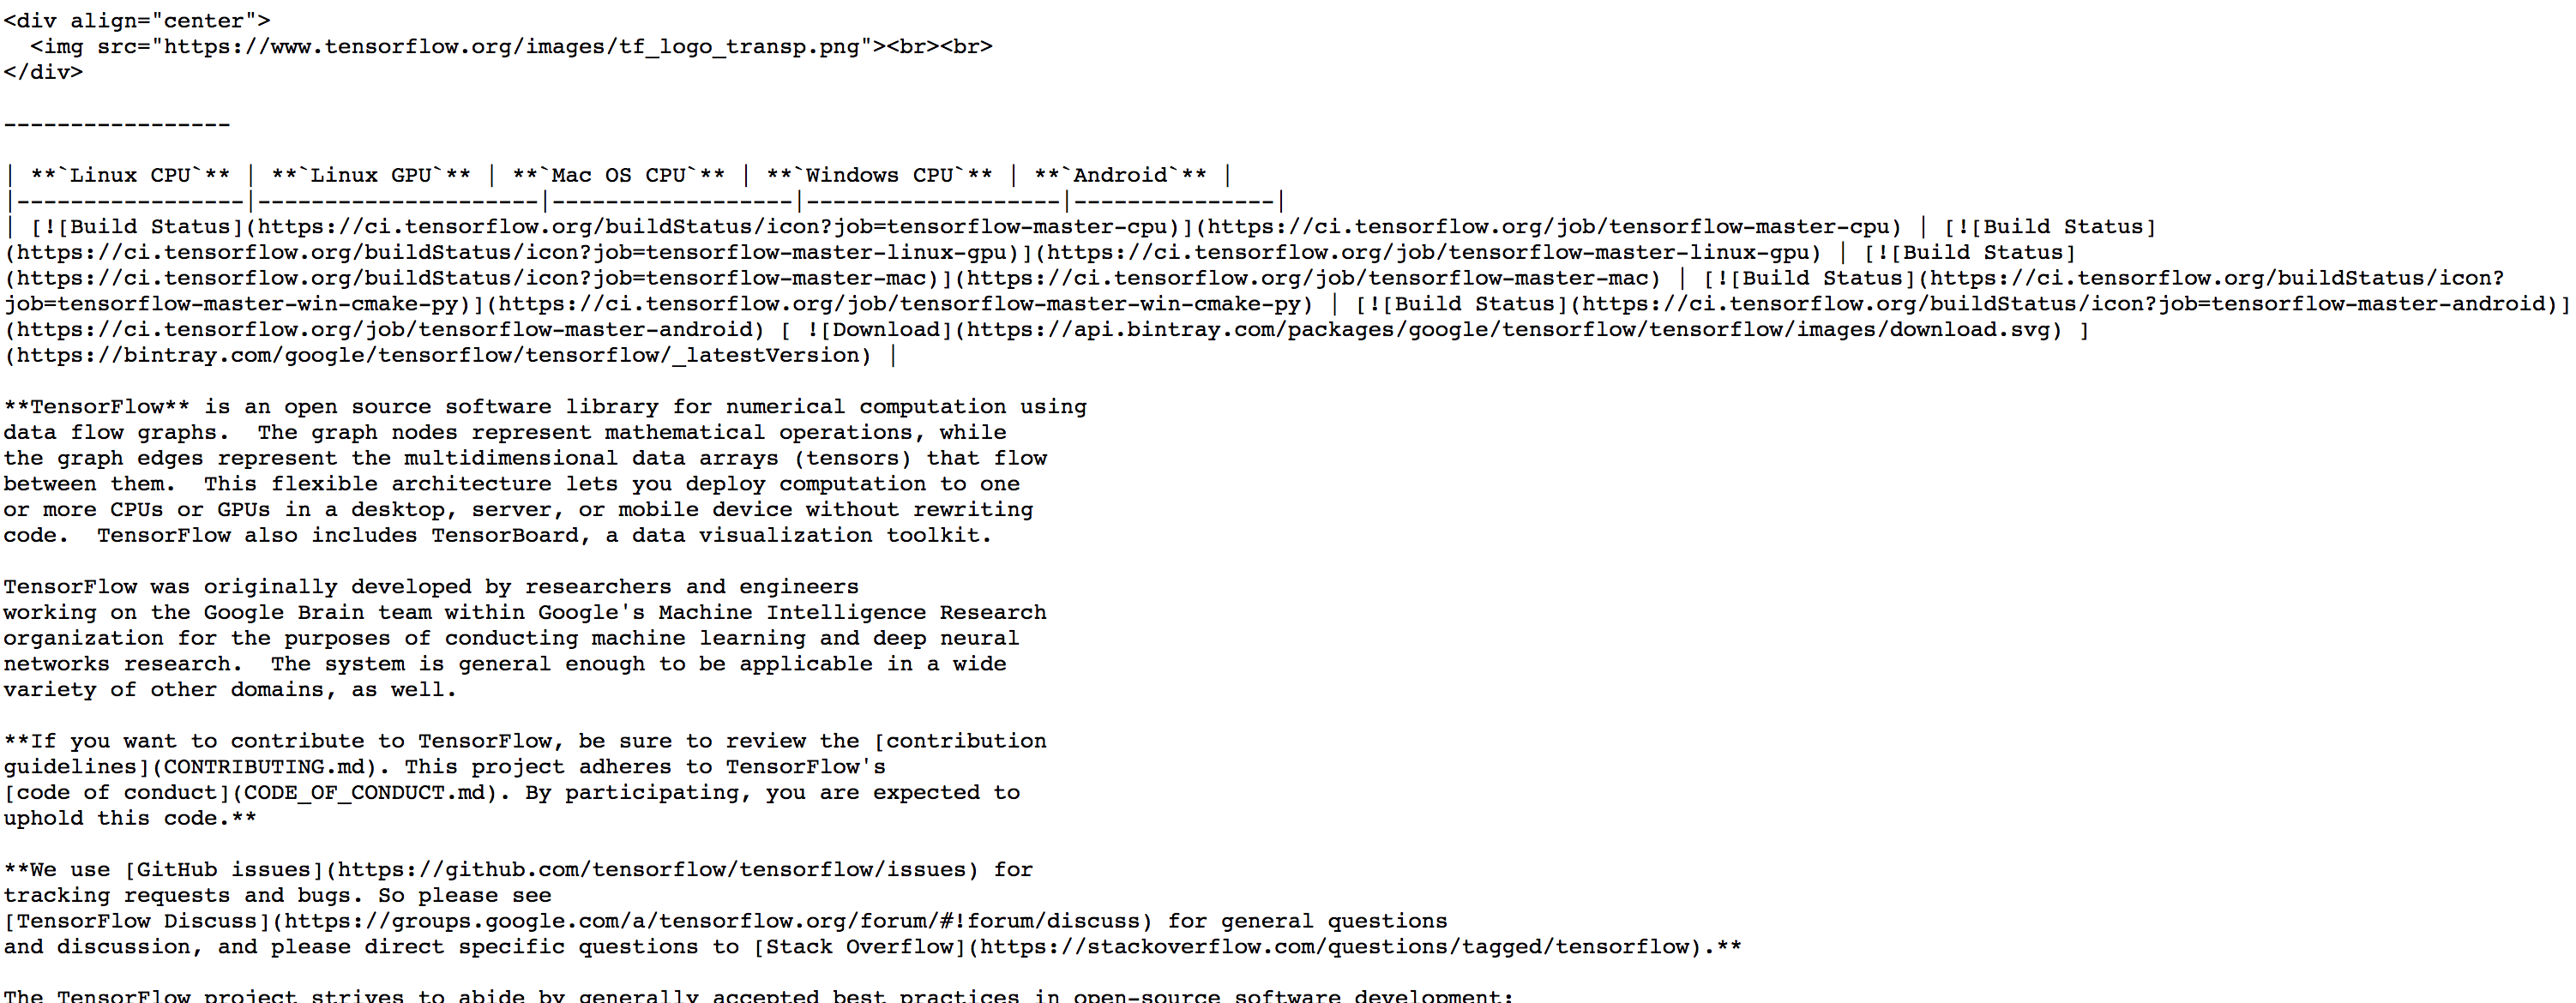 <div align="center">
  <img src="https://www.tensorflow.org/images/tf_logo_transp.png"><br><br>
</div>

-----------------

| **`Linux CPU`** | **`Linux GPU`** | **`Mac OS CPU`** | **`Windows CPU`** | **`Android`** |
|-----------------|---------------------|------------------|-------------------|---------------|
| [![Build Status](https://ci.tensorflow.org/buildStatus/icon?job=tensorflow-master-cpu)](https://ci.tensorflow.org/job/tensorflow-master-cpu) | [![Build Status]
(https://ci.tensorflow.org/buildStatus/icon?job=tensorflow-master-linux-gpu)](https://ci.tensorflow.org/job/tensorflow-master-linux-gpu) | [![Build Status]
(https://ci.tensorflow.org/buildStatus/icon?job=tensorflow-master-mac)](https://ci.tensorflow.org/job/tensorflow-master-mac) | [![Build Status](https://ci.tensorflow.org/buildStatus/icon?
job=tensorflow-master-win-cmake-py)](https://ci.tensorflow.org/job/tensorflow-master-win-cmake-py) | [![Build Status](https://ci.tensorflow.org/buildStatus/icon?job=tensorflow-master-android)]
(https://ci.tensorflow.org/job/tensorflow-master-android) [ ![Download](https://api.bintray.com/packages/google/tensorflow/tensorflow/images/download.svg) ]
(https://bintray.com/google/tensorflow/tensorflow/_latestVersion) |

**TensorFlow** is an open source software library for numerical computation using
data flow graphs.  The graph nodes represent mathematical operations, while
the graph edges represent the multidimensional data arrays (tensors) that flow
between them.  This flexible architecture lets you deploy computation to one
or more CPUs or GPUs in a desktop, server, or mobile device without rewriting
code.  TensorFlow also includes TensorBoard, a data visualization toolkit.

TensorFlow was originally developed by researchers and engineers
working on the Google Brain team within Google's Machine Intelligence Research
organization for the purposes of conducting machine learning and deep neural
networks research.  The system is general enough to be applicable in a wide
variety of other domains, as well.

**If you want to contribute to TensorFlow, be sure to review the [contribution
guidelines](CONTRIBUTING.md). This project adheres to TensorFlow's
[code of conduct](CODE_OF_CONDUCT.md). By participating, you are expected to
uphold this code.**

**We use [GitHub issues](https://github.com/tensorflow/tensorflow/issues) for
tracking requests and bugs. So please see
[TensorFlow Discuss](https://groups.google.com/a/tensorflow.org/forum/#!forum/discuss) for general questions
and discussion, and please direct specific questions to [Stack Overflow](https://stackoverflow.com/questions/tagged/tensorflow).**

The TensorFlow project strives to abide by generally accepted best practices in open-source software development: